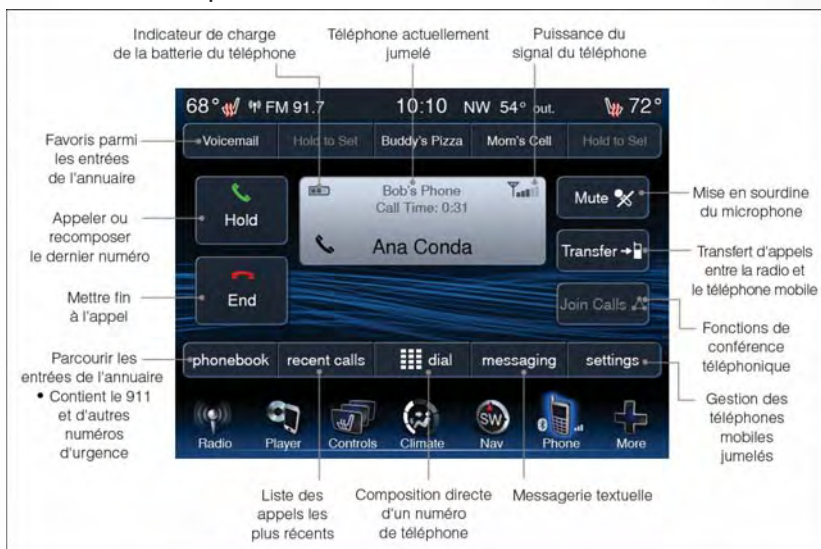 Indicateur de charge
de la batterie du téléphone
Téléphone actuellement
jumelé
Puissance du
signal du téléphone
68° FM 91.7 10:10 NW 54° out. 72°
Voicemail Hold to Set Buddy's Pizza Mom's Cell Hold to Set
Favoris parmi
les entrées
de l'annuaire
Hold
Bob's Phone
Call Time: 0:31
Ana Conda
Mute
Mise en sourdine
du microphone
Appeler ou
recomposer
le dernier numéro
Transfer
Transfert d'appels
entre la radio et
le téléphone mobile
End
Mettre fin
à l'appel
Join Calls
Fonctions de
conférence
téléphonique
phonebook recent calls dial messaging settings
Parcourir les
entrées de l'annuaire
• Contient le 911
et d'autres
numéros
d'urgence
Gestion des
téléphones
mobiles
jumelés
SW
Radio Player Controls Climate Nav Phone More
Liste des
appels les
plus récents
Composition directe
d'un numéro
de téléphone
Messagerie textuelle